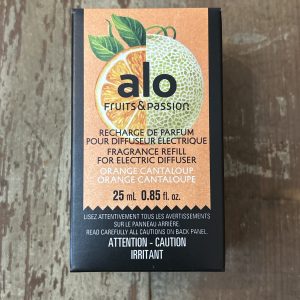 alo
FRUITS & PASSION
RECHARGE DE PARFUM
POUR DIFFUSEUR ÉLECTRIQUE
FRAGRANCE REFILL
FOR ELECTRIC DIFFUSER
ORANGE CANTALOUP
ORANGE CANTALOUPE
25 mL 0.85 fl. oz.
LISEZ ATTENTIVEMENT TOUS LES AVERTISSEMENTS
SUR LE PANNEAU ARRIÈRE.
READ CAREFULLY ALL CAUTIONS ON BACK PANEL.
ATTENTION - CAUTION
IRRITANT